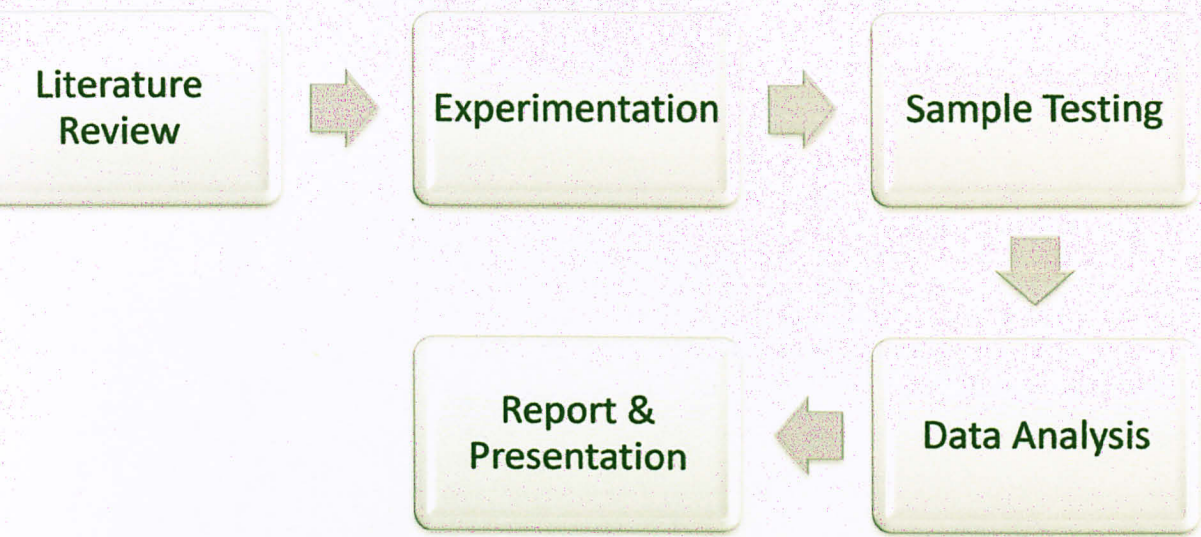 Literature
Review
Experimentation
Sample Testing
Data Analysis
Report &
Presentation